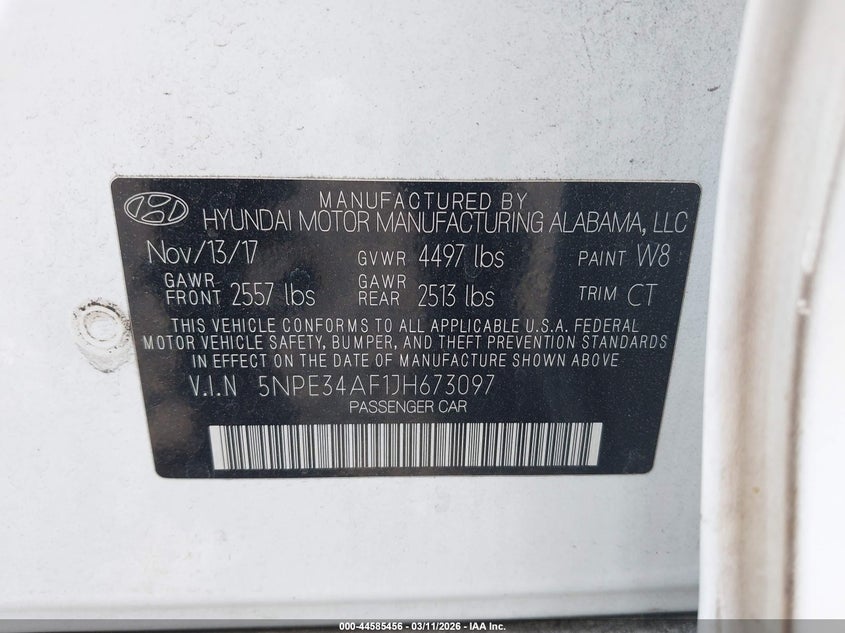 MANUFACTURED BY
HYUNDAI MOTOR MANUFACTURING ALABAMA, LLC
Nov/13/17 GVWR 4497 lbs PAINT W8
GAWR FRONT 2557 lbs GAWR REAR 2513 lbs TRIM CT
THIS VEHICLE CONFORMS TO ALL APPLICABLE U.S.A. FEDERAL
MOTOR VEHICLE SAFETY, BUMPER, AND THEFT PREVENTION STANDARDS
IN EFFECT ON THE DATE OF MANUFACTURE SHOWN ABOVE
V.I.N 5NPE34AF1JH673097
PASSENGER CAR
000-44585456 - 03/11/2026 - IAA Inc.